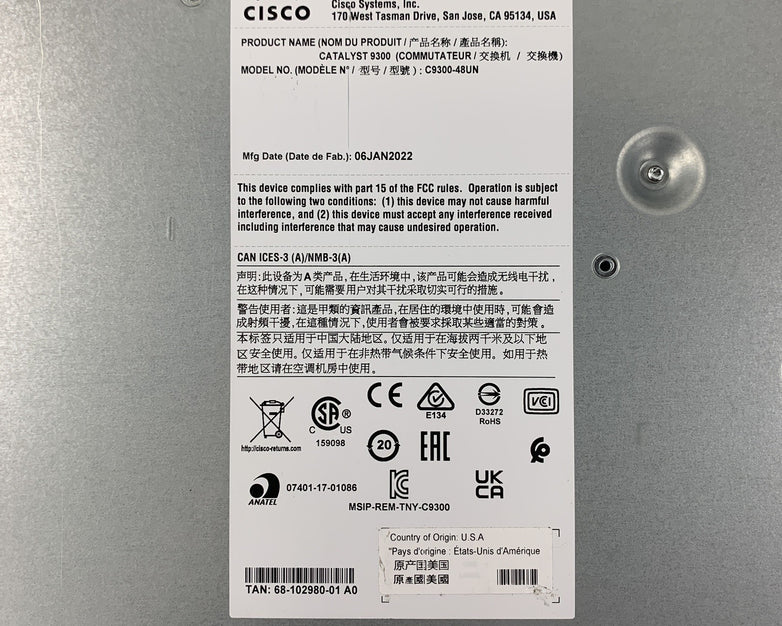 CISCO
Cisco Systems, Inc.
170 West Tasman Drive, San Jose, CA 95134, USA
PRODUCT NAME (NOM DU PRODUIT / 产品名称 / 產品名稱):
CATALYST 9300 (COMMUTATEUR / 交换机 / 交換機)
MODEL NO. (MODÈLE N° / 型号 / 型號) : C9300-48UN
Mfg Date (Date de Fab.): 06JAN2022
This device complies with part 15 of the FCC rules. Operation is subject
to the following two conditions: (1) this device may not cause harmful
interference, and (2) this device must accept any interference received
including interference that may cause undesired operation.
CAN ICES-3 (A)/NMB-3(A)
声明:此设备为A类产品,在生活环境中,该产品可能会造成无线电干扰,
在这种情况下,可能需要用户对其干扰采取切实可行的措施。
警告使用者:這是甲類的資訊產品,在居住的環境中使用時,可能會造
成射頻干擾,在這種情況下,使用者會被要求採取某些適當的對策。
本标签只适用于中国大陆地区。仅适用于在海拔两千米及以下地
区安全使用。仅适用于在非热带气候条件下安全使用。如用于热
带地区请在空调机房中使用。
http://cisco-returns.com
SA
C US
®
159098
CE
E134
D33272
RoHS
VCI
20
EAC
ANATEL
07401-17-01086
MSIP-REM-TNY-C9300
UK
CA
Country of Origin: U.S.A
"Pays d'origine : États-Unis d'Amérique
原产国美国
原產國美國
TAN: 68-102980-01 A0